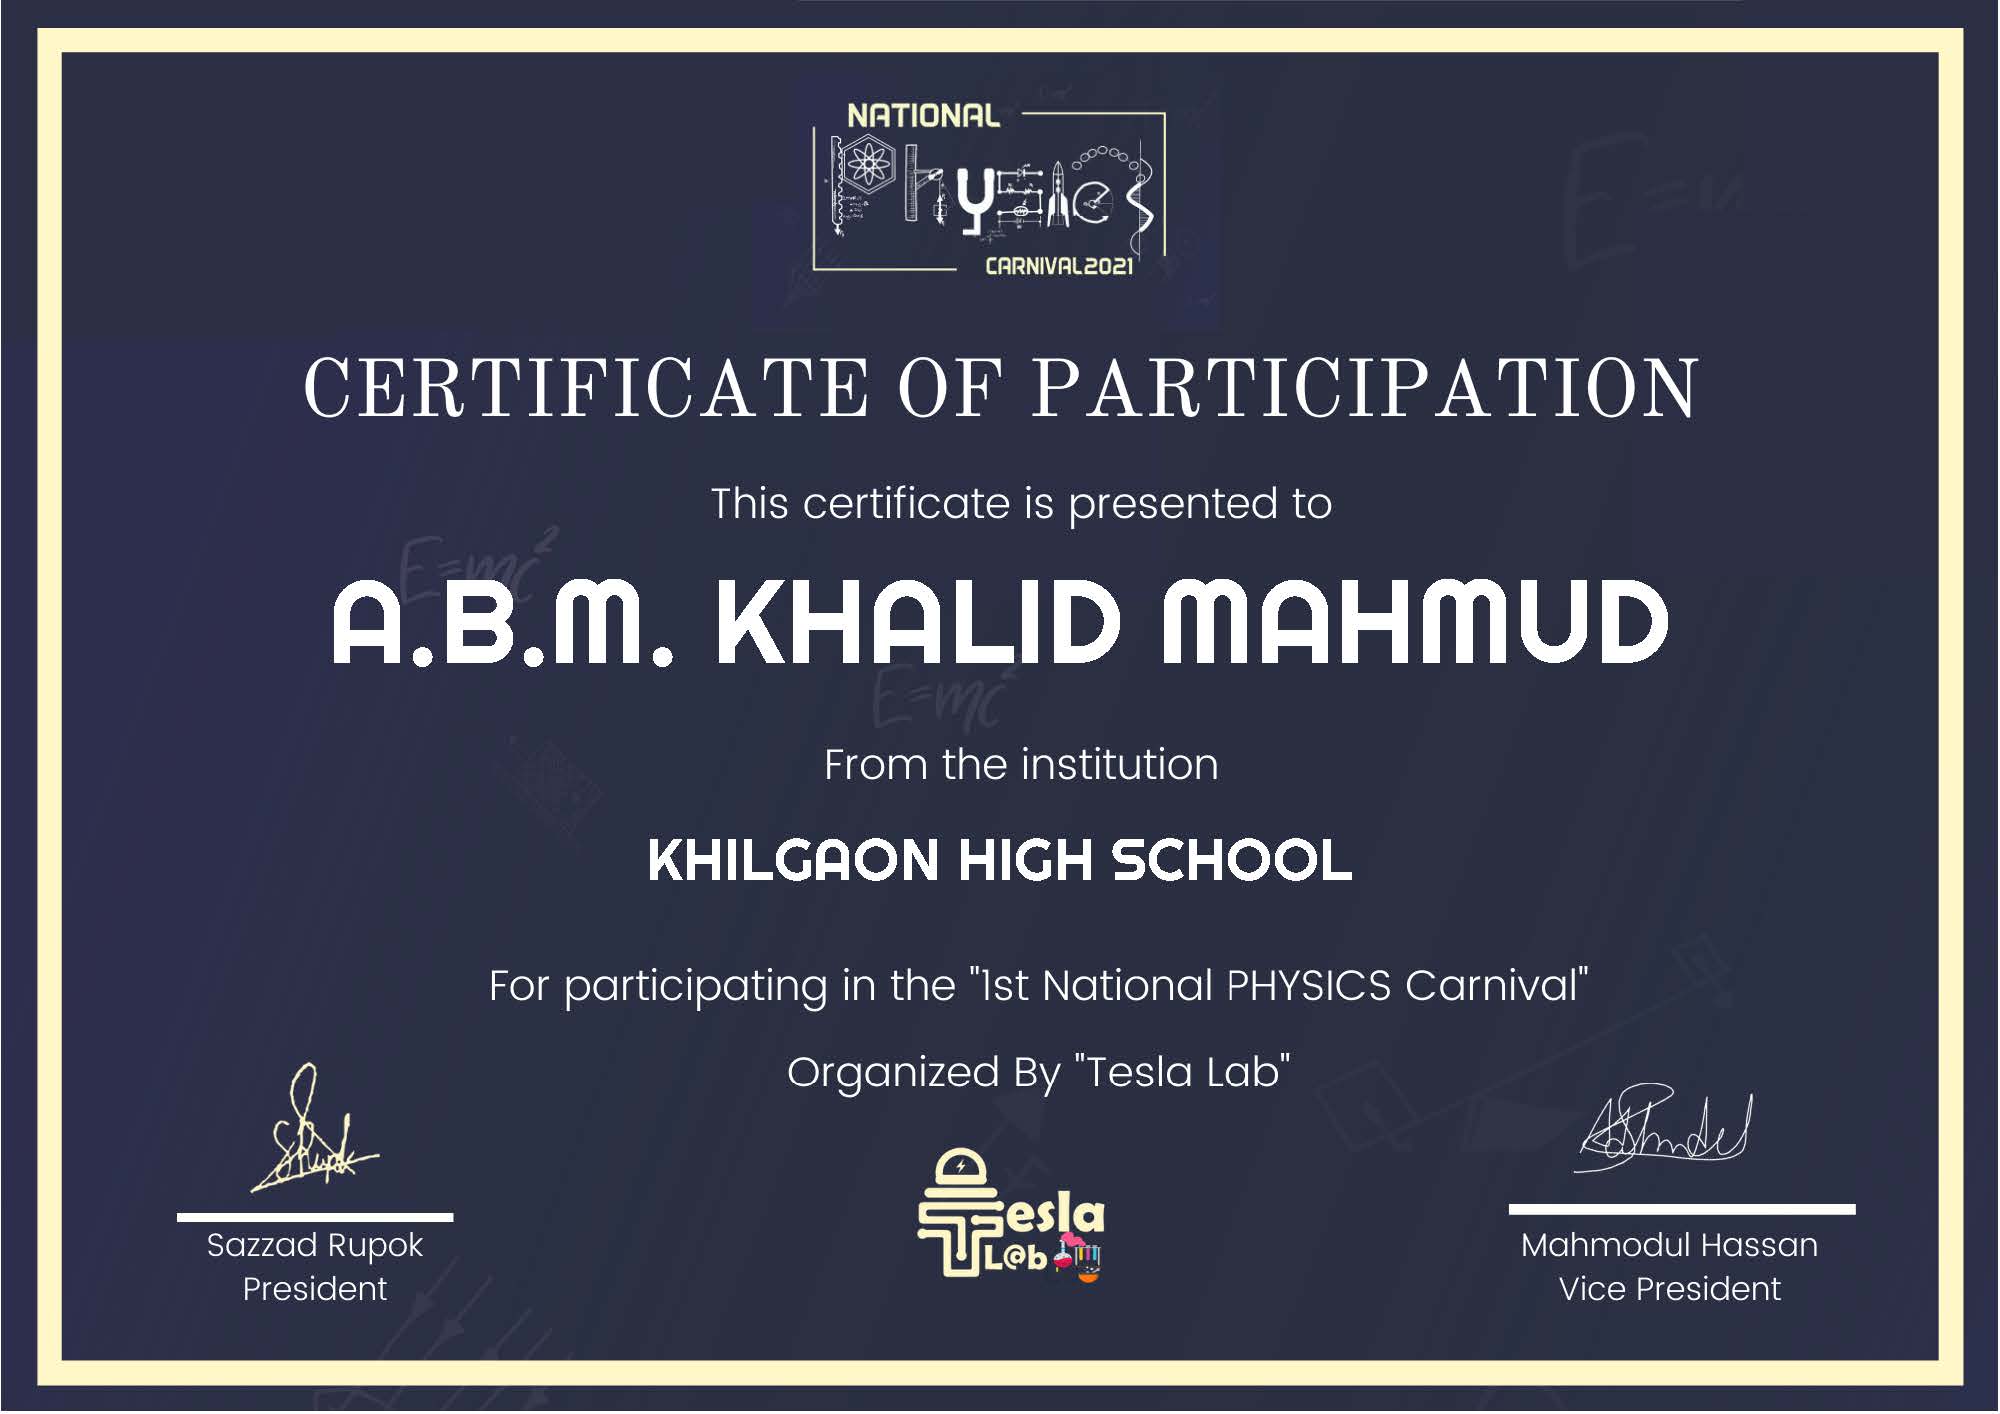 NATIONAL
Physics
CARNIVAL2021
CERTIFICATE OF PARTICIPATION
This certificate is presented to
E=mc²
A.B.M. KHALID MAHMUD
E=mc²
From the institution
KHILGAON HIGH SCHOOL
For participating in the "1st National PHYSICS Carnival"
Organized By "Tesla Lab"
Tesla
L@b
Sazzad Rupok
President
Mahmodul Hassan
Vice President